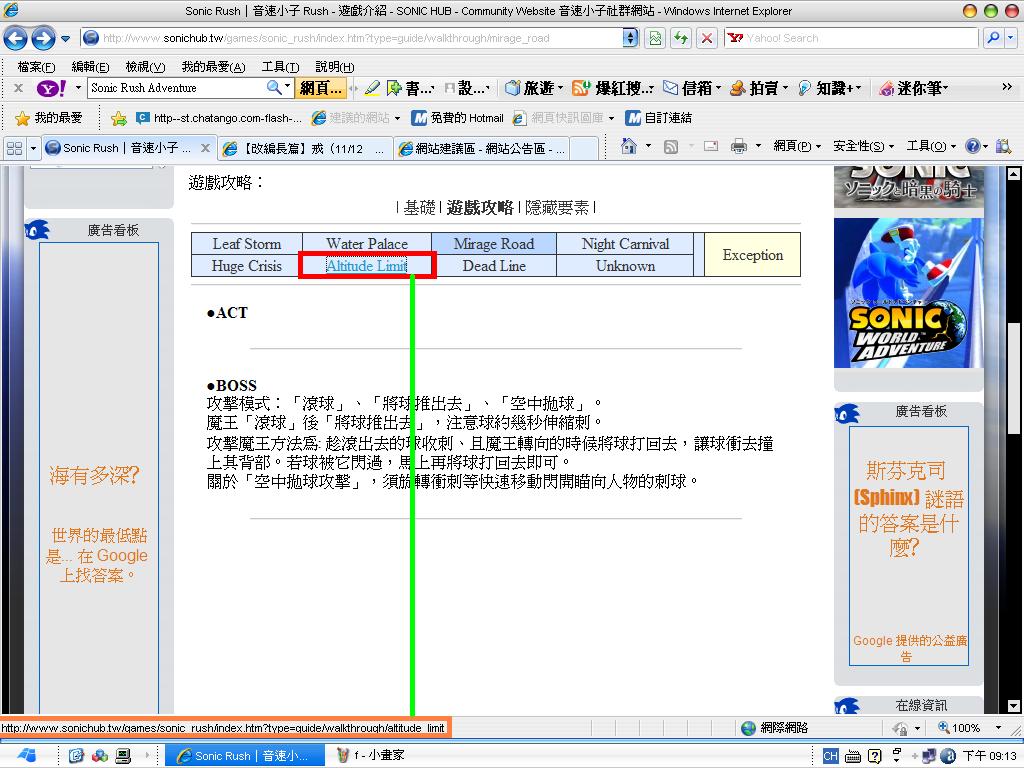 Sonic Rush | 音速小子 Rush - 遊戲介紹 - SONIC HUB - Community Website 音速小子社群網站 - Windows Internet Explorer
http://www.sonichub.tw/games/sonic_rush/index.htm?type=guide/walkthrough/mirage_road
Yahoo! Search
檔案(F) 編輯(E) 檢視(V) 我的最愛(A) 工具(T) 說明(H)
Y! Sonic Rush Adventure 網頁... 書... 設... 旅遊 爆紅搜... 信箱 拍賣 知識+ 迷你筆
我的最愛 http--st.chatango.com-flash-... 建議的網站 免費的 Hotmail 網頁快訊圖庫 自訂連結
Sonic Rush | 音速小子 ... 【改編長篇】戒（11/12 ... 網站建議區 - 網站公告區 - ... 網頁(P) 安全性(S) 工具(O)
遊戲攻略：
| 基礎 | 遊戲攻略 | 隱藏要素 |
Leaf Storm Water Palace Mirage Road Night Carnival
Huge Crisis Altitude Limit Dead Line Unknown
Exception
●ACT
●BOSS
攻擊模式：「滾球」、「將球推出去」、「空中拋球」。
魔王「滾球」後「將球推出去」，注意球約幾秒伸縮刺。
攻擊魔王方法為: 趁滾出去的球收刺、且魔王轉向的時候將球打回去，讓球衝去撞
上其背部。若球被它閃過，馬上再將球打回去即可。
關於「空中拋球攻擊」，須旋轉衝刺等快速移動閃開瞄向人物的刺球。
廣告看板
海有多深?
世界的最低點
是... 在 Google
上找答案。
SONIC
ソニックと暗黒の騎士
ソニック ワールドアドベンチャー
SONIC
WORLD
ADVENTURE
廣告看板
斯芬克司
(Sphinx) 謎語
的答案是什
麼?
Google 提供的公益廣
告
在線資訊
http://www.sonichub.tw/games/sonic_rush/index.htm?type=guide/walkthrough/altitude_limit
網際網路 100%
Sonic Rush | 音速小... f - 小畫家 CH 下午 09:13